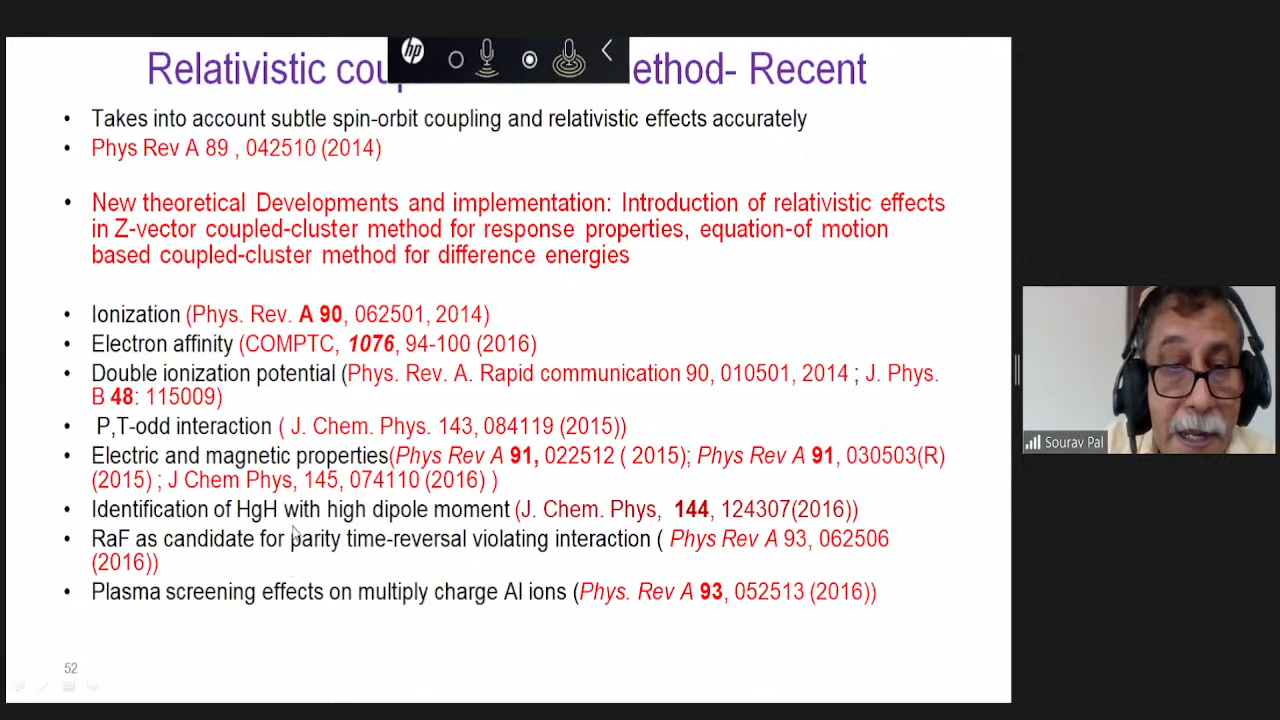 Relativistic cou ethod- Recent
hp
• Takes into account subtle spin-orbit coupling and relativistic effects accurately
• Phys Rev A 89 , 042510 (2014)
• New theoretical Developments and implementation: Introduction of relativistic effects
in Z-vector coupled-cluster method for response properties, equation-of motion
based coupled-cluster method for difference energies
• Ionization (Phys. Rev. A 90, 062501, 2014)
• Electron affinity (COMPTC, 1076, 94-100 (2016)
• Double ionization potential (Phys. Rev. A. Rapid communication 90, 010501, 2014 ; J. Phys.
B 48: 115009)
• P,T-odd interaction ( J. Chem. Phys. 143, 084119 (2015))
• Electric and magnetic properties(Phys Rev A 91, 022512 ( 2015); Phys Rev A 91, 030503(R)
(2015) ; J Chem Phys, 145, 074110 (2016) )
• Identification of HgH with high dipole moment (J. Chem. Phys, 144, 124307(2016))
• RaF as candidate for parity time-reversal violating interaction ( Phys Rev A 93, 062506
(2016))
• Plasma screening effects on multiply charge Al ions (Phys. Rev A 93, 052513 (2016))
52
Sourav Pal